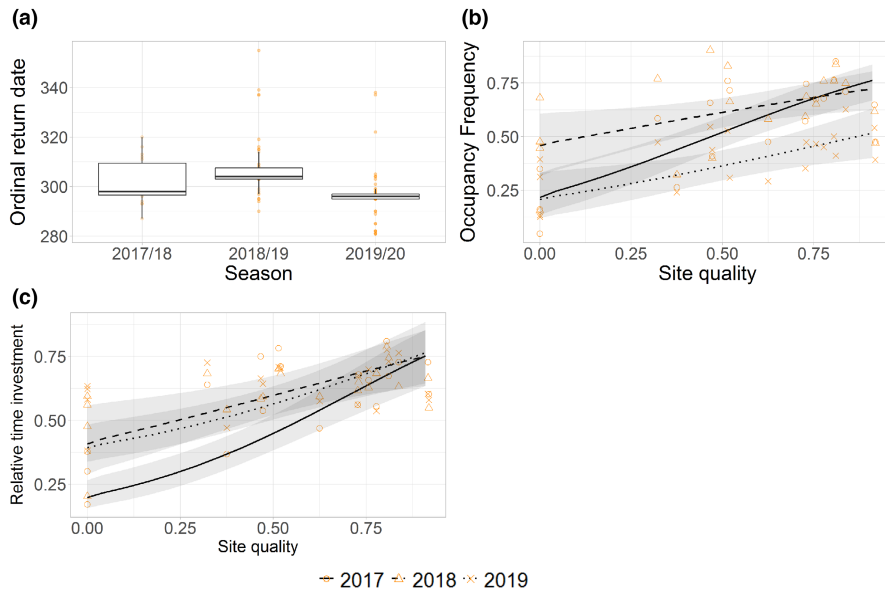 (a)
Ordinal return date
340
320
300
280
2017/18 2018/19 2019/20
Season
(b)
Occupancy Frequency
0.75
0.50
0.25
0.00 0.25 0.50 0.75
Site quality
(c)
Relative time investment
0.75
0.50
0.25
0.00 0.25 0.50 0.75
Site quality
2017 2018 2019